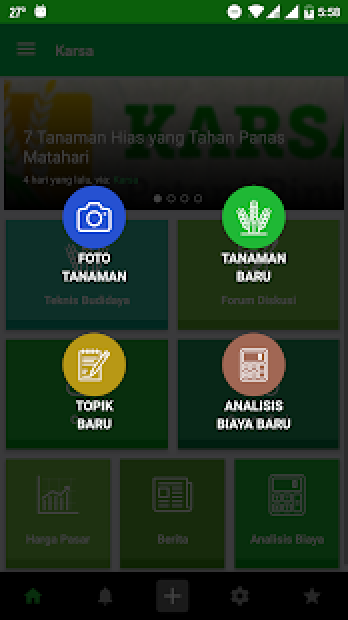 27°
5:58
Karsa
KARSA
7 Tanaman Hias yang Tahan Panas
Matahari
4 hari yang lalu, via: Karsa
FOTO
TANAMAN
TANAMAN
BARU
Teknis Budidaya
Forum Diskusi
TOPIK
BARU
ANALISIS
BIAYA BARU
Harga Pasar
Berita
Analisis Biaya